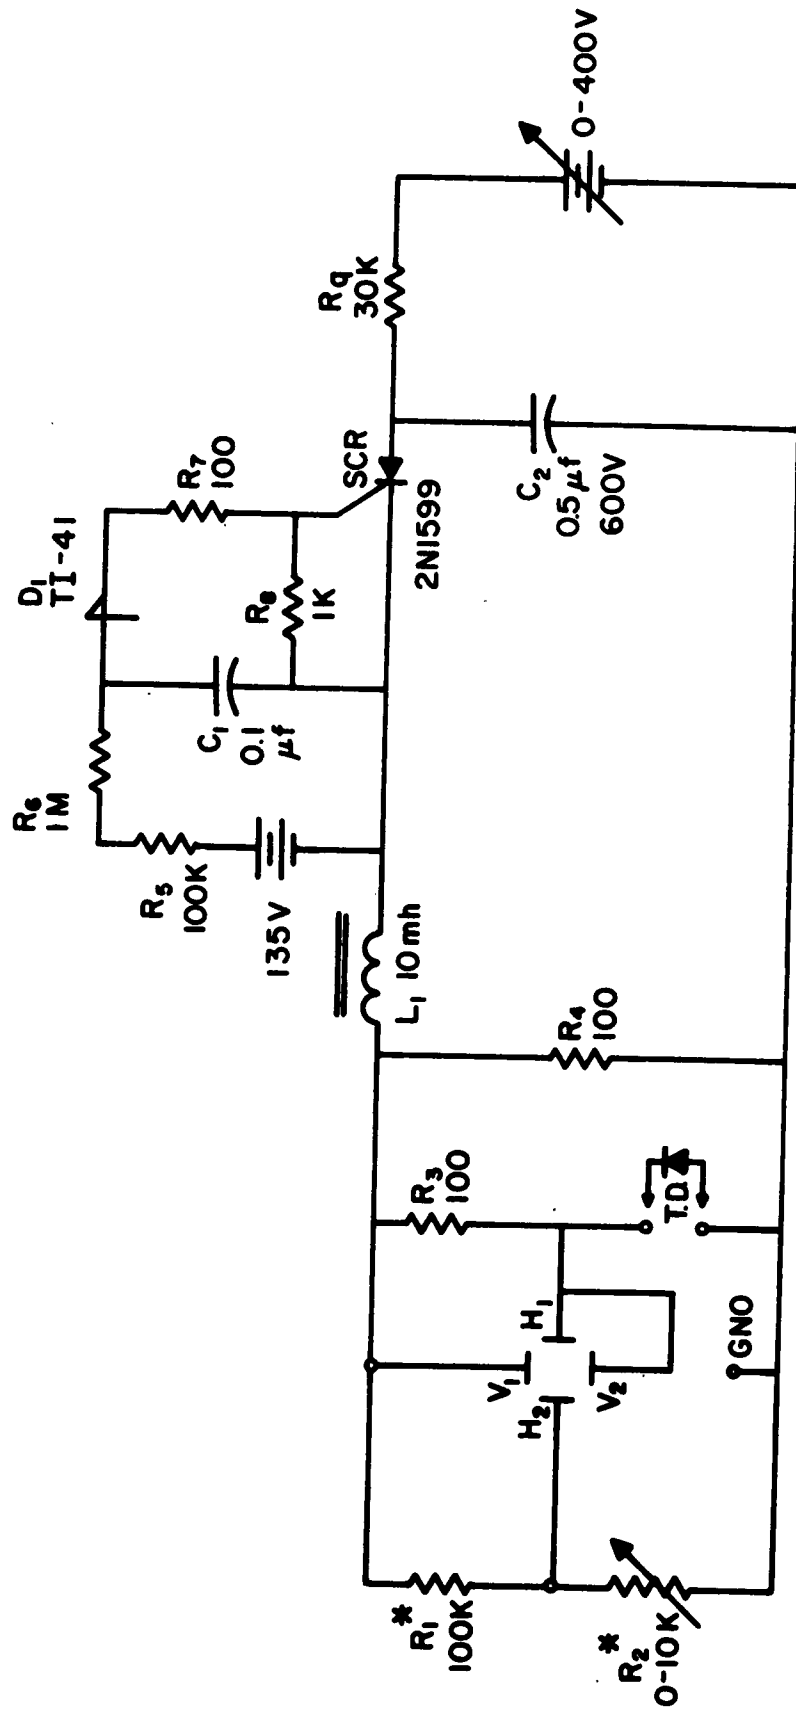 R₆
1M
D₁
TI-41
R₅
100K
135V
C₁
0.1
µf
R₇
100
R₈
1K
SCR
2N1599
R₉
30K
L₁ 10mh
C₂
0.5µf
600V
0-400V
*
R₁
100K
*
R₂
0-10K
V₁
H₂
H₁
V₂
R₃
100
R₄
100
T.D.
GND